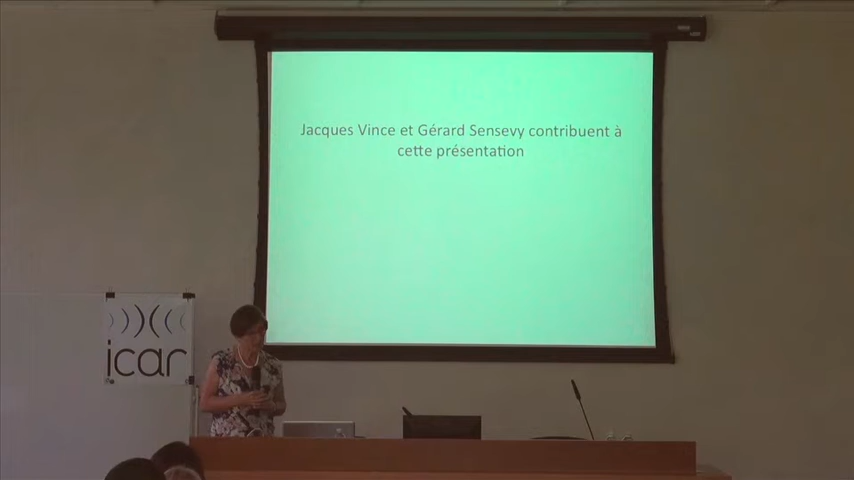 Jacques Vince et Gérard Sensevy contribuent à
cette présentation
icar